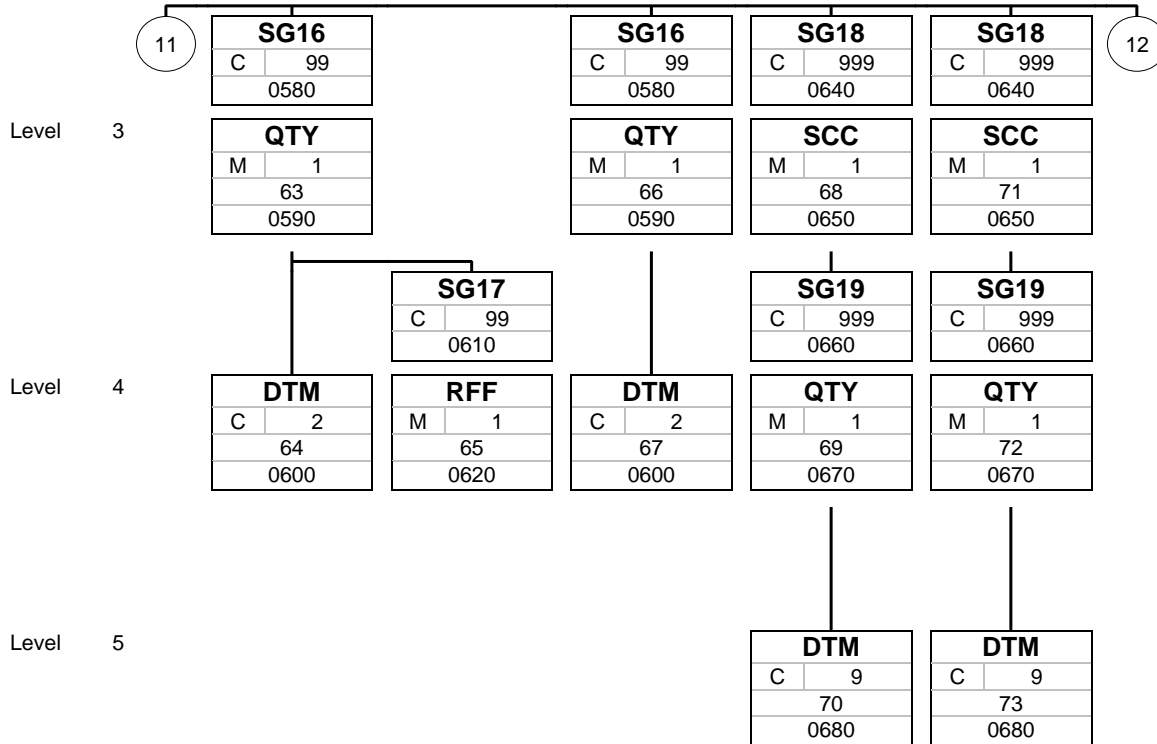 11 SG16 SG16 SG18 SG18 12
C 99 C 99 C 999 C 999
0580 0580 0640 0640
Level 3 QTY QTY SCC SCC
M 1 M 1 M 1 M 1
63 66 68 71
0590 0590 0650 0650
SG17 SG19 SG19
C 99 C 999 C 999
0610 0660 0660
Level 4 DTM RFF DTM QTY QTY
C 2 M 1 C 2 M 1 M 1
64 65 67 69 72
0600 0620 0600 0670 0670
Level 5 DTM DTM
C 9 C 9
70 73
0680 0680